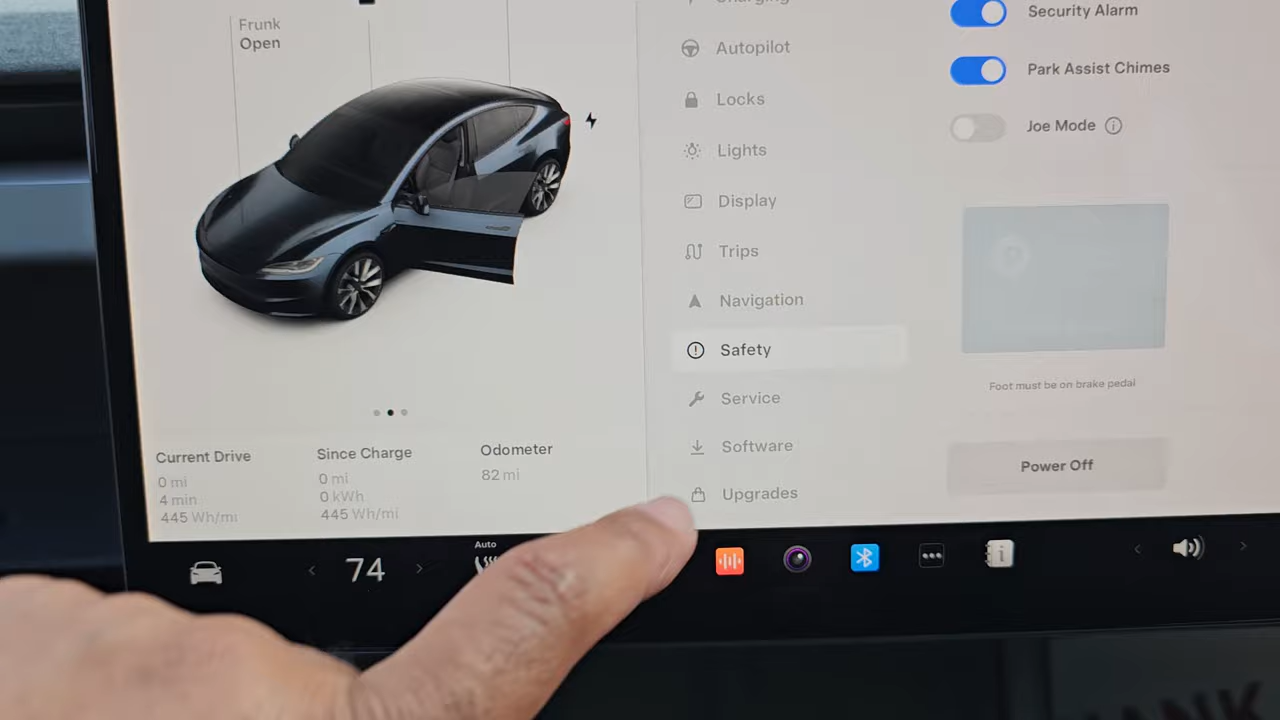 Frunk
Open
Current Drive
0 mi
4 min
445 Wh/mi
Since Charge
0 mi
0 kWh
445 Wh/mi
Odometer
82 mi
Charging
Autopilot
Locks
Lights
Display
Trips
Navigation
Safety
Service
Software
Upgrades
Security Alarm
Park Assist Chimes
Joe Mode
Foot must be on brake pedal
Power Off
74
Auto